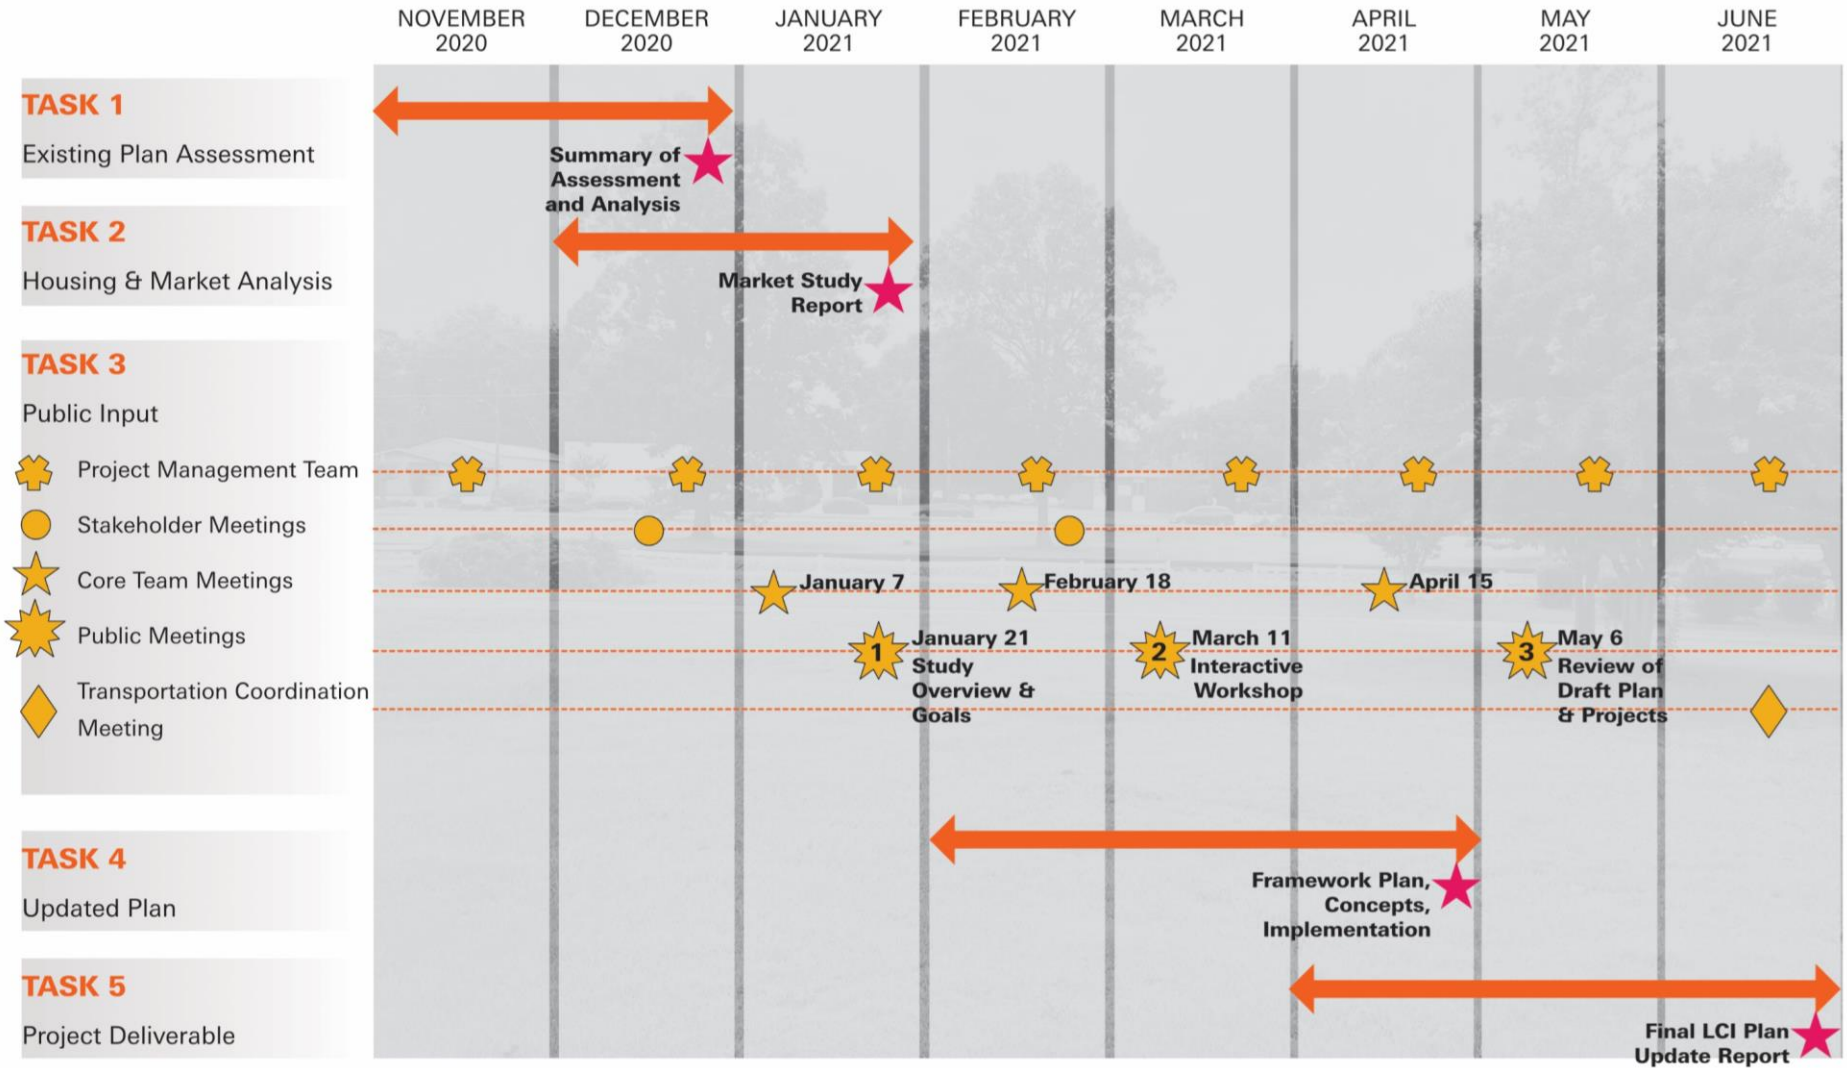 NOVEMBER
2020
DECEMBER
2020
JANUARY
2021
FEBRUARY
2021
MARCH
2021
APRIL
2021
MAY
2021
JUNE
2021
TASK 1
Existing Plan Assessment
Summary of
Assessment
and Analysis
TASK 2
Housing & Market Analysis
Market Study
Report
TASK 3
Public Input
Project Management Team
Stakeholder Meetings
Core Team Meetings
January 7
February 18
April 15
Public Meetings
1
January 21
Study
Overview &
Goals
2
March 11
Interactive
Workshop
3
May 6
Review of
Draft Plan
& Projects
Transportation Coordination
Meeting
TASK 4
Updated Plan
Framework Plan,
Concepts,
Implementation
TASK 5
Project Deliverable
Final LCI Plan
Update Report